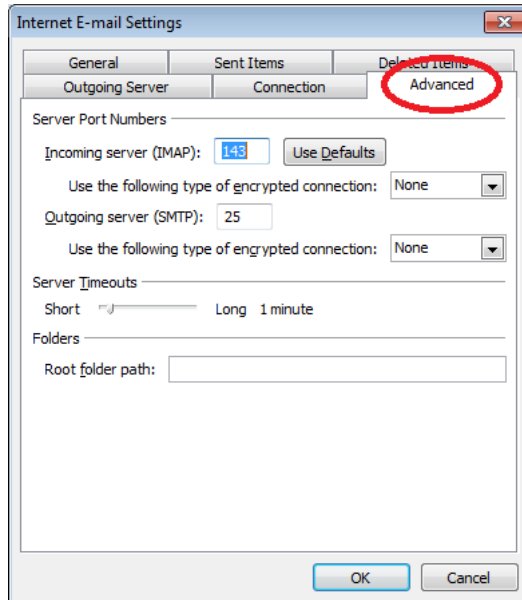 Internet E-mail Settings
General Sent Items Deleted Items
Outgoing Server Connection Advanced
Server Port Numbers
Incoming server (IMAP): 143 Use Defaults
Use the following type of encrypted connection: None
Outgoing server (SMTP): 25
Use the following type of encrypted connection: None
Server Timeouts
Short Long 1 minute
Folders
Root folder path:
OK Cancel